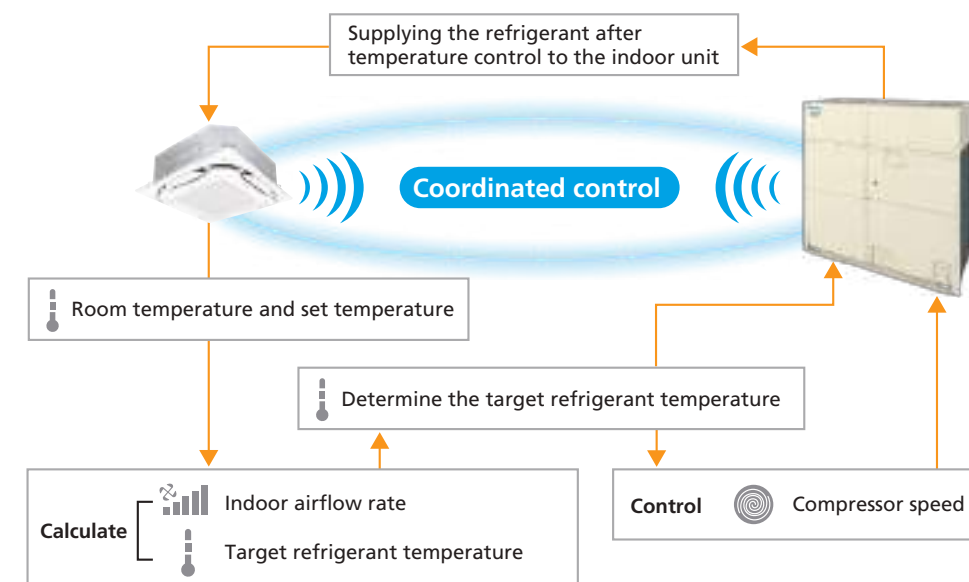 Supplying the refrigerant after
temperature control to the indoor unit
Coordinated control
Room temperature and set temperature
Determine the target refrigerant temperature
Calculate
Indoor airflow rate
Target refrigerant temperature
Control
Compressor speed